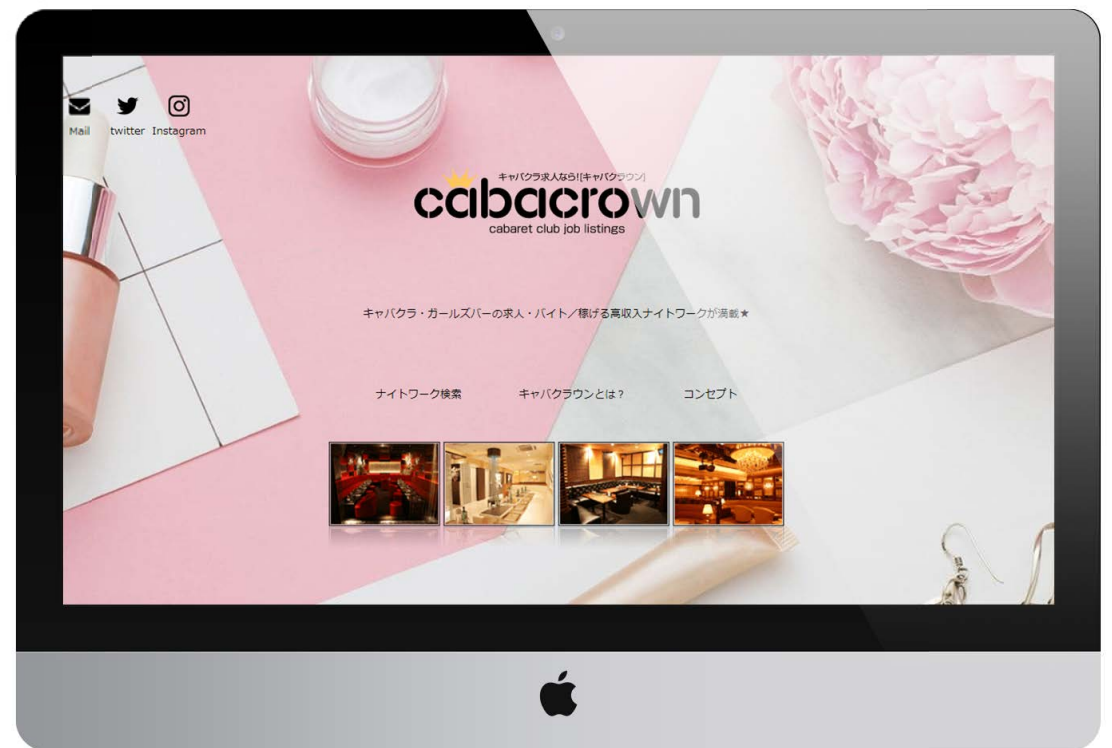 Mail twitter Instagram
キャバクラ求人なら![キャバクラウン]
cabacrown
cabaret club job listings
キャバクラ・ガールズバーの求人・バイト／稼げる高収入ナイトワークが満載★
ナイトワーク検索 キャバクラウンとは？ コンセプト